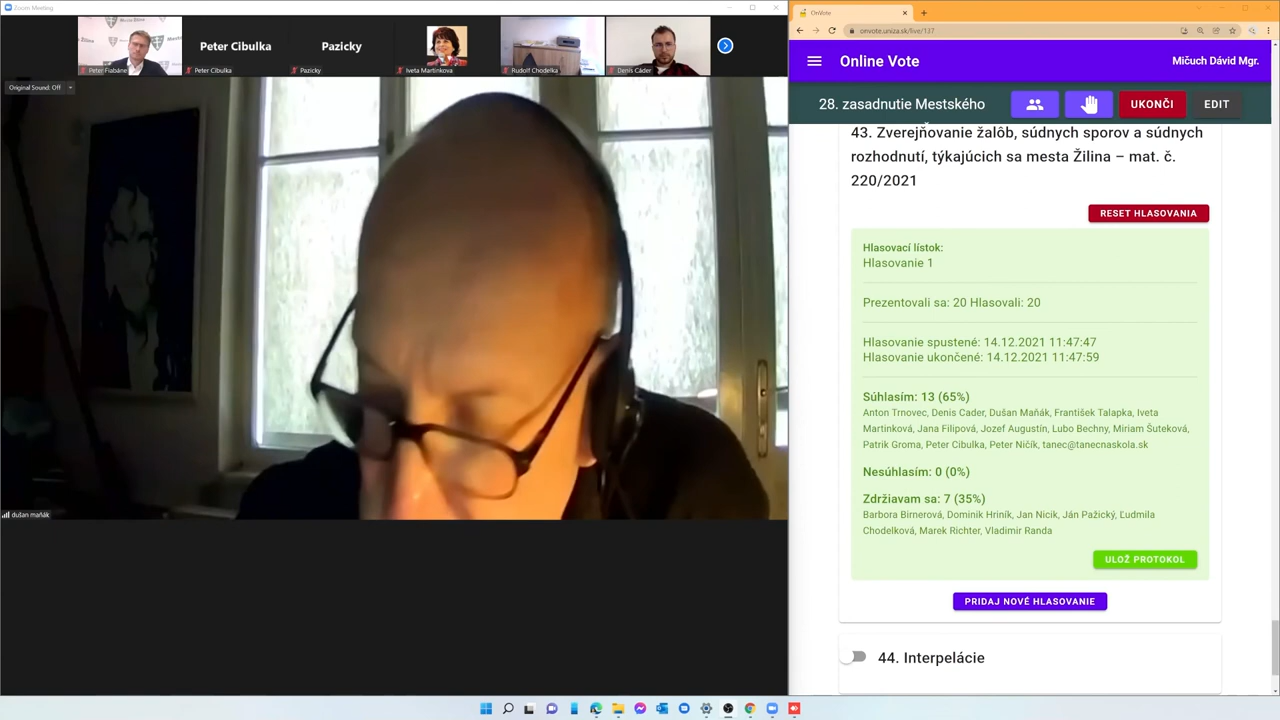 Zoom Meeting
Peter Cibulka
Pazicky
Peter Fiabáne
Peter Cibulka
Pazicky
Iveta Martinkova
Rudolf Chodelka
Denis Cáder
Original Sound: Off
dušan maňák
OnVote
onvote.uniza.sk/live/137
Online Vote
Mičuch Dávid Mgr.
28. zasadnutie Mestského
UKONČI
EDIT
43. Zverejňovanie žalôb, súdnych sporov a súdnych
rozhodnutí, týkajúcich sa mesta Žilina – mat. č.
220/2021
RESET HLASOVANIA
Hlasovací lístok:
Hlasovanie 1
Prezentovali sa: 20 Hlasovali: 20
Hlasovanie spustené: 14.12.2021 11:47:47
Hlasovanie ukončené: 14.12.2021 11:47:59
Súhlasím: 13 (65%)
Anton Trnovec, Denis Cader, Dušan Maňák, František Talapka, Iveta
Martinková, Jana Filipová, Jozef Augustín, Lubo Bechny, Miriam Šuteková,
Patrik Groma, Peter Cibulka, Peter Ničík, tanec@tanecnaskola.sk
Nesúhlasím: 0 (0%)
Zdržiavam sa: 7 (35%)
Barbora Birnerová, Dominik Hriník, Jan Nicik, Ján Pažický, Ľudmila
Chodelková, Marek Richter, Vladimir Randa
ULOŽ PROTOKOL
PRIDAJ NOVÉ HLASOVANIE
44. Interpelácie